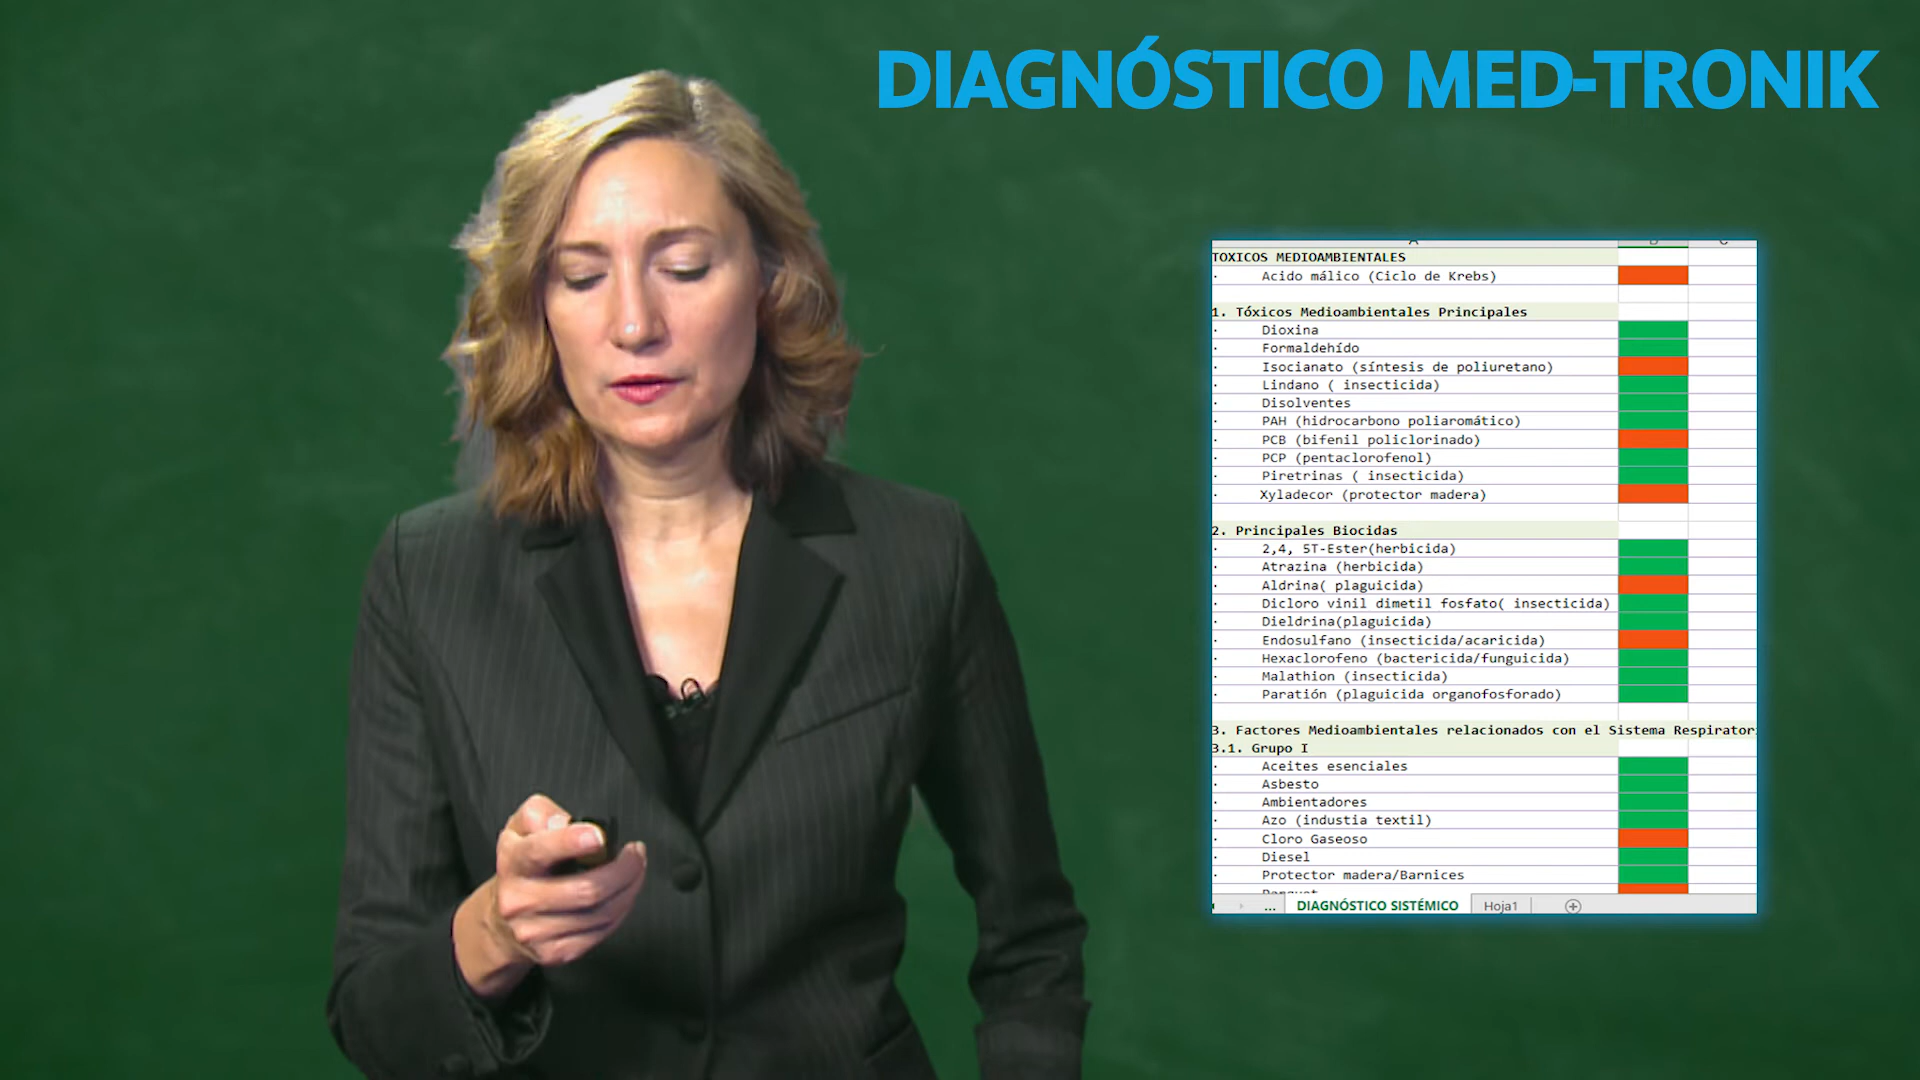 DIAGNÓSTICO MED-TRONIK
TOXICOS MEDIOAMBIENTALES
· Acido málico (Ciclo de Krebs)
1. Tóxicos Medioambientales Principales
· Dioxina
· Formaldehído
· Isocianato (síntesis de poliuretano)
· Lindano ( insecticida)
· Disolventes
· PAH (hidrocarbono poliaromático)
· PCB (bifenil policlorinado)
· PCP (pentaclorofenol)
· Piretrinas ( insecticida)
· Xyladecor (protector madera)
2. Principales Biocidas
· 2,4, 5T-Ester(herbicida)
· Atrazina (herbicida)
· Aldrina( plaguicida)
· Dicloro vinil dimetil fosfato( insecticida)
· Dieldrina(plaguicida)
· Endosulfano (insecticida/acaricida)
· Hexaclorofeno (bactericida/funguicida)
· Malathion (insecticida)
· Paratión (plaguicida organofosforado)
3. Factores Medioambientales relacionados con el Sistema Respirator
3.1. Grupo I
· Aceites esenciales
· Asbesto
· Ambientadores
· Azo (industia textil)
· Cloro Gaseoso
· Diesel
· Protector madera/Barnices
... DIAGNÓSTICO SISTÉMICO Hoja1